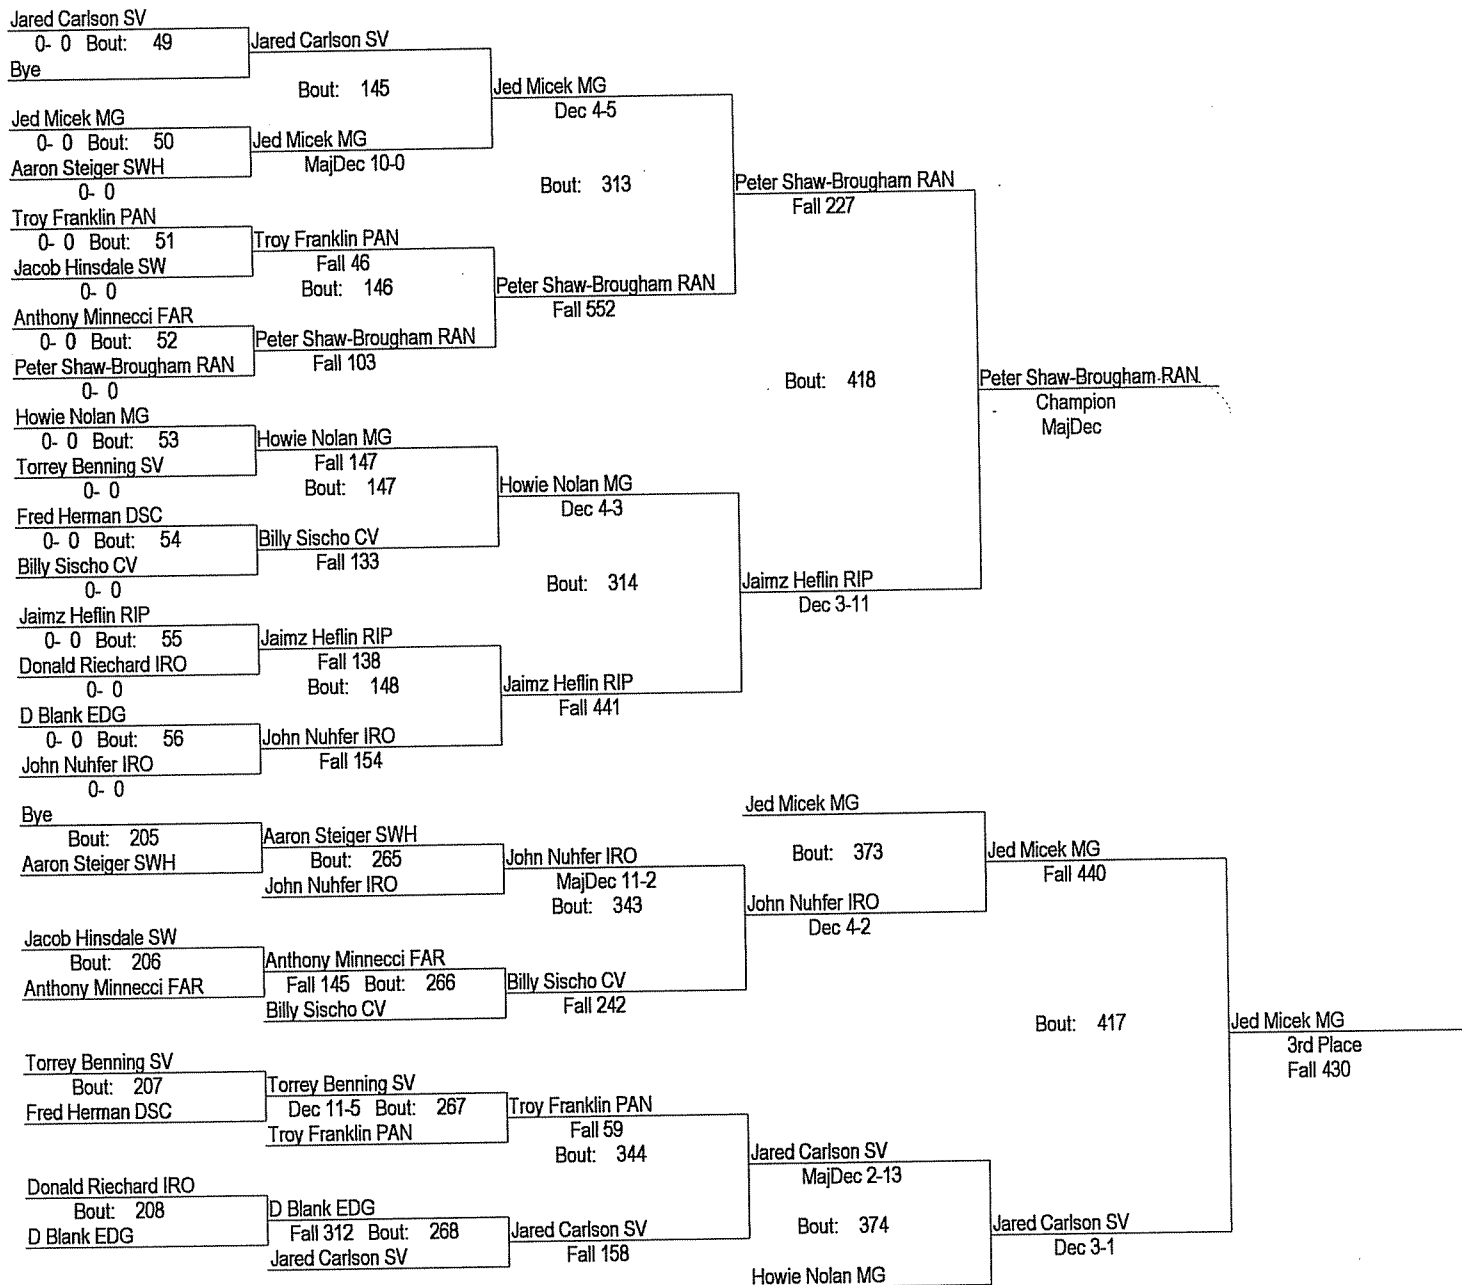 Jared Carlson SV
0- 0 Bout: 49
Bye
Jared Carlson SV
Bout: 145
Jed Micek MG
0- 0 Bout: 50
Aaron Steiger SWH
0- 0
Jed Micek MG
MajDec 10-0
Jed Micek MG
Dec 4-5
Bout: 313
Troy Franklin PAN
0- 0 Bout: 51
Jacob Hinsdale SW
0- 0
Troy Franklin PAN
Fall 46
Bout: 146
Anthony Minnecci FAR
0- 0 Bout: 52
Peter Shaw-Brougham RAN
0- 0
Peter Shaw-Brougham RAN
Fall 103
Peter Shaw-Brougham RAN
Fall 552
Peter Shaw-Brougham RAN
Fall 227
Bout: 418
Peter Shaw-Brougham RAN
Champion
MajDec
Howie Nolan MG
0- 0 Bout: 53
Torrey Benning SV
0- 0
Howie Nolan MG
Fall 147
Bout: 147
Fred Herman DSC
0- 0 Bout: 54
Billy Sischo CV
0- 0
Billy Sischo CV
Fall 133
Howie Nolan MG
Dec 4-3
Bout: 314
Jaimz Heflin RIP
0- 0 Bout: 55
Donald Riechard IRO
0- 0
Jaimz Heflin RIP
Fall 138
Bout: 148
D Blank EDG
0- 0 Bout: 56
John Nuhfer IRO
0- 0
John Nuhfer IRO
Fall 154
Jaimz Heflin RIP
Fall 441
Jaimz Heflin RIP
Dec 3-11
Bye
Bout: 205
Aaron Steiger SWH
Aaron Steiger SWH
Bout: 265
John Nuhfer IRO
John Nuhfer IRO
MajDec 11-2
Bout: 343
Jacob Hinsdale SW
Bout: 206
Anthony Minnecci FAR
Anthony Minnecci FAR
Fall 145 Bout: 266
Billy Sischo CV
Billy Sischo CV
Fall 242
Jed Micek MG
Bout: 373
John Nuhfer IRO
Dec 4-2
Jed Micek MG
Fall 440
Bout: 417
Jed Micek MG
3rd Place
Fall 430
Torrey Benning SV
Bout: 207
Fred Herman DSC
Torrey Benning SV
Dec 11-5 Bout: 267
Troy Franklin PAN
Troy Franklin PAN
Fall 59
Bout: 344
Donald Riechard IRO
Bout: 208
D Blank EDG
D Blank EDG
Fall 312 Bout: 268
Jared Carlson SV
Jared Carlson SV
Fall 158
Jared Carlson SV
MajDec 2-13
Bout: 374
Howie Nolan MG
Jared Carlson SV
Dec 3-1